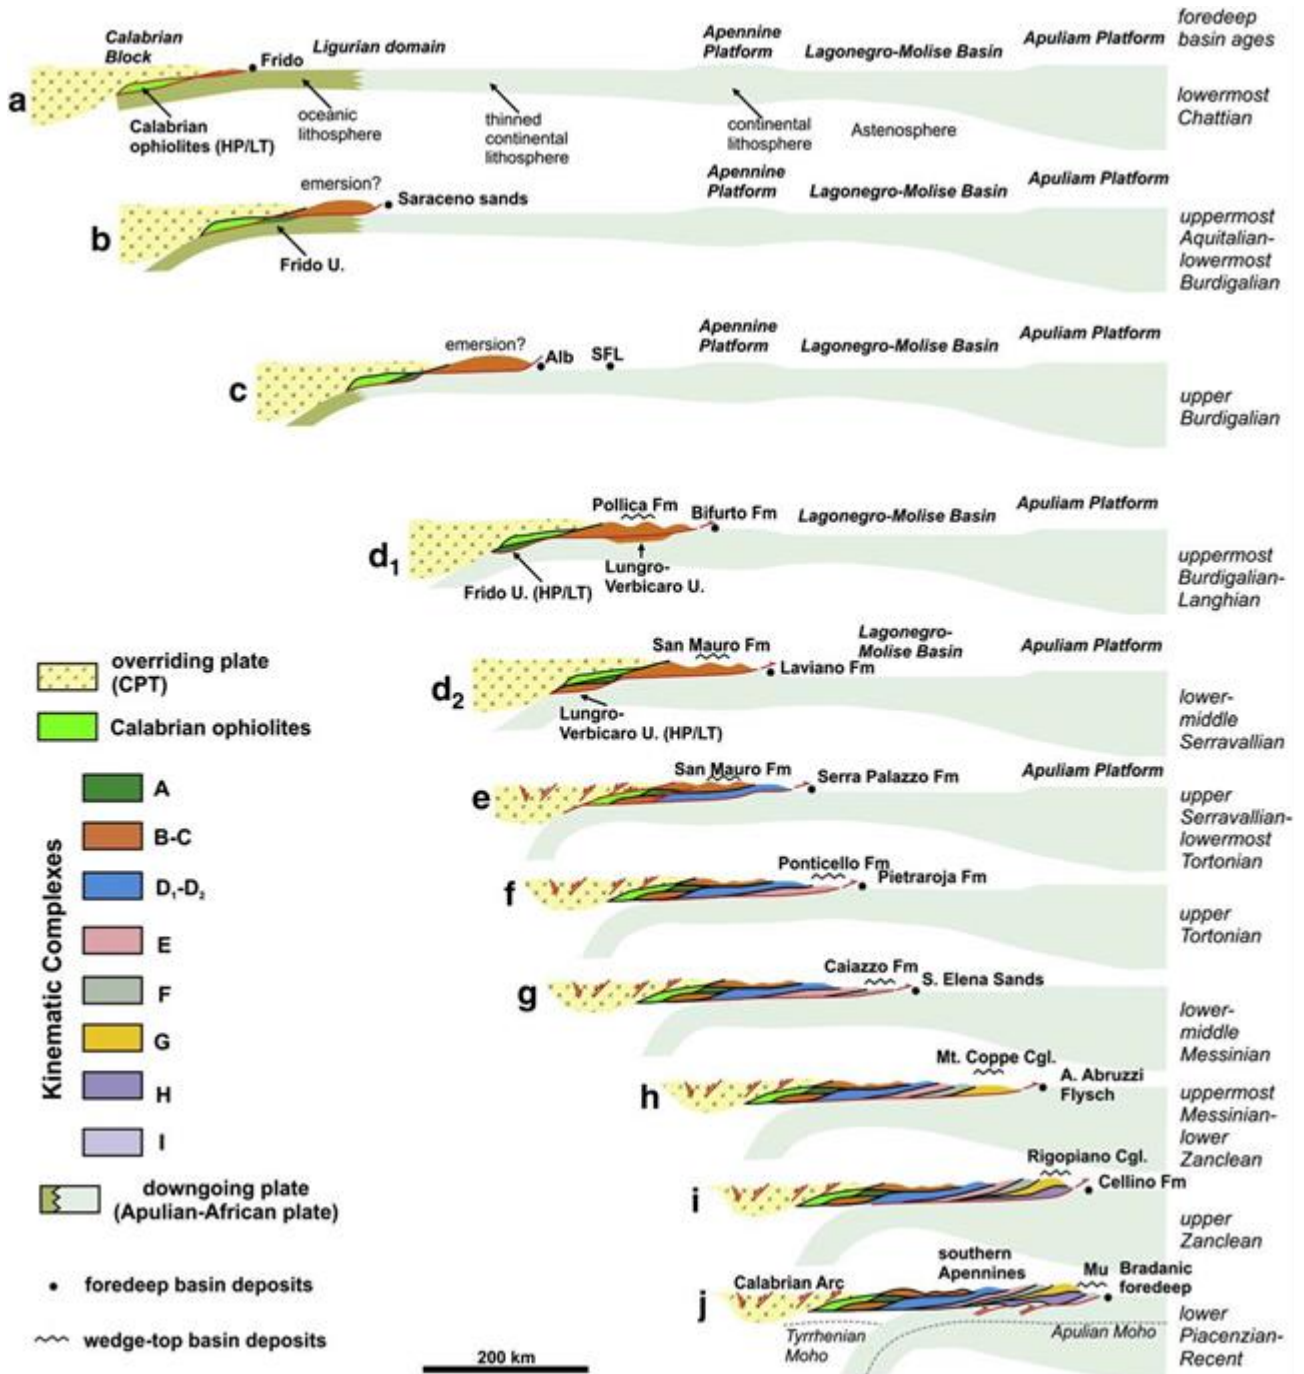 Calabrian
Block
Ligurian domain
Apennine
Platform
Lagonegro-Molise Basin
Apuliam Platform
foredeep
basin ages
Frido
a
Calabrian
ophiolites (HP/LT)
oceanic
lithosphere
thinned
continental
lithosphere
continental
lithosphere
Astenosphere
lowermost
Chattian
emersion?
Saraceno sands
Apennine
Platform
Lagonegro-Molise Basin
Apuliam Platform
b
Frido U.
uppermost
Aquitalian-
lowermost
Burdigalian
emersion?
Alb
SFL
Apennine
Platform
Lagonegro-Molise Basin
Apuliam Platform
c
upper
Burdigalian
Pollica Fm
Bifurto Fm
Lagonegro-Molise Basin
Apuliam Platform
d1
Frido U. (HP/LT)
Lungro-
Verbicaro U.
uppermost
Burdigalian-
Langhian
San Mauro Fm
Laviano Fm
Lagonegro-
Molise Basin
Apuliam Platform
d2
Lungro-
Verbicaro U. (HP/LT)
lower-
middle
Serravallian
San Mauro Fm
Serra Palazzo Fm
Apuliam Platform
e
upper
Serravallian-
lowermost
Tortonian
Ponticello Fm
Pietraroja Fm
f
upper
Tortonian
Caiazzo Fm
S. Elena Sands
g
lower-
middle
Messinian
Mt. Coppe Cgl.
A. Abruzzi
Flysch
h
uppermost
Messinian-
lower
Zanclean
Rigopiano Cgl.
Cellino Fm
i
upper
Zanclean
southern
Apennines
Calabrian Arc
Mu
Bradanic
foredeep
j
Tyrrhenian
Moho
Apulian Moho
lower
Piacenzian-
Recent
200 km
overriding plate
(CPT)
Calabrian ophiolites
Kinematic Complexes
A
B-C
D1-D2
E
F
G
H
I
downgoing plate
(Apulian-African plate)
foredeep basin deposits
wedge-top basin deposits